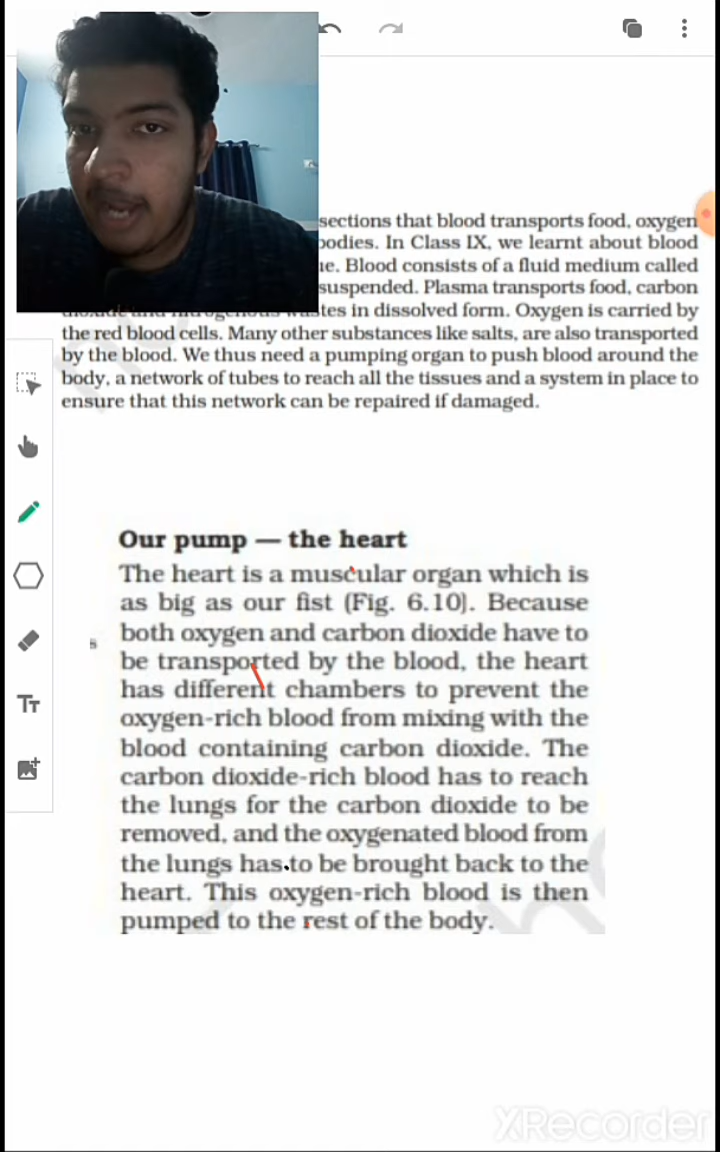 sections that blood transports food, oxygen
bodies. In Class IX, we learnt about blood
Blood consists of a fluid medium called
suspended. Plasma transports food, carbon
dioxide and nitrogenous wastes in dissolved form. Oxygen is carried by
the red blood cells. Many other substances like salts, are also transported
by the blood. We thus need a pumping organ to push blood around the
body, a network of tubes to reach all the tissues and a system in place to
ensure that this network can be repaired if damaged.
Our pump — the heart
The heart is a muscular organ which is
as big as our fist (Fig. 6.10). Because
both oxygen and carbon dioxide have to
be transported by the blood, the heart
has different chambers to prevent the
oxygen-rich blood from mixing with the
blood containing carbon dioxide. The
carbon dioxide-rich blood has to reach
the lungs for the carbon dioxide to be
removed, and the oxygenated blood from
the lungs has to be brought back to the
heart. This oxygen-rich blood is then
pumped to the rest of the body.
TT
XRecorder